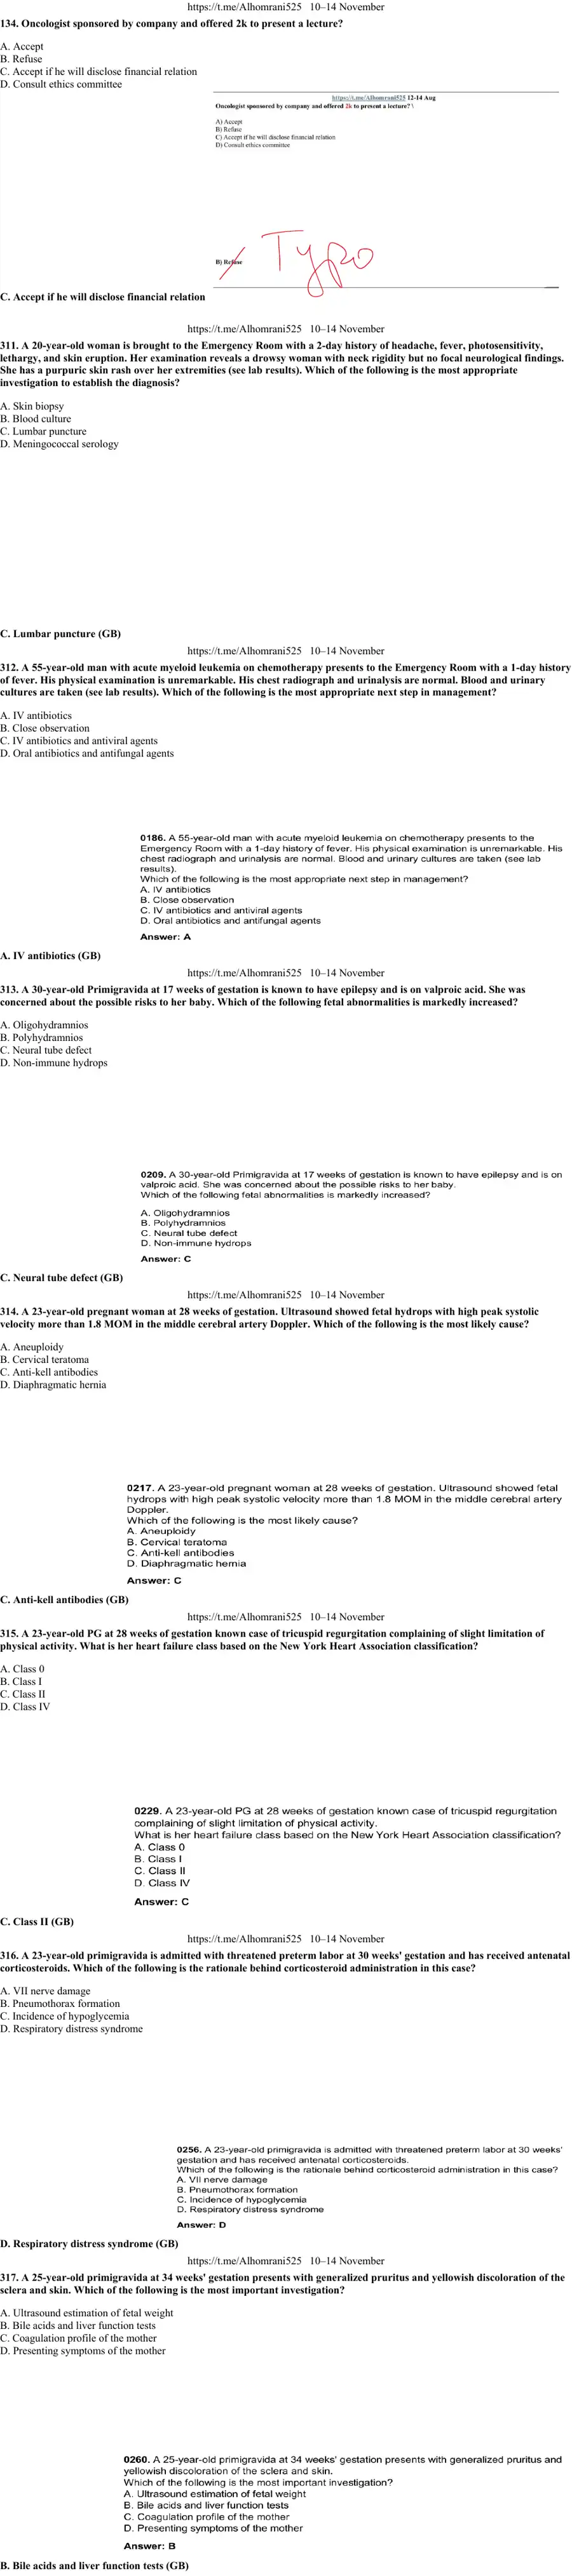 https://t.me/Alhomrani525   10–14 November
134. Oncologist sponsored by company and offered 2k to present a lecture?
A. Accept
B. Refuse
C. Accept if he will disclose financial relation
D. Consult ethics committee
https://t.me/Alhomrani525 12-14 Aug
Oncologist sponsored by company and offered 2k to present a lecture? \
A) Accept
B) Refuse
C) Accept if he will disclose financial relation
D) Consult ethics committee
B) Refuse
Typo
C. Accept if he will disclose financial relation
https://t.me/Alhomrani525   10–14 November
311. A 20-year-old woman is brought to the Emergency Room with a 2-day history of headache, fever, photosensitivity,
lethargy, and skin eruption. Her examination reveals a drowsy woman with neck rigidity but no focal neurological findings.
She has a purpuric skin rash over her extremities (see lab results). Which of the following is the most appropriate
investigation to establish the diagnosis?
A. Skin biopsy
B. Blood culture
C. Lumbar puncture
D. Meningococcal serology
C. Lumbar puncture (GB)
https://t.me/Alhomrani525   10–14 November
312. A 55-year-old man with acute myeloid leukemia on chemotherapy presents to the Emergency Room with a 1-day history
of fever. His physical examination is unremarkable. His chest radiograph and urinalysis are normal. Blood and urinary
cultures are taken (see lab results). Which of the following is the most appropriate next step in management?
A. IV antibiotics
B. Close observation
C. IV antibiotics and antiviral agents
D. Oral antibiotics and antifungal agents
0186. A 55-year-old man with acute myeloid leukemia on chemotherapy presents to the
Emergency Room with a 1-day history of fever. His physical examination is unremarkable. His
chest radiograph and urinalysis are normal. Blood and urinary cultures are taken (see lab
results).
Which of the following is the most appropriate next step in management?
A. IV antibiotics
B. Close observation
C. IV antibiotics and antiviral agents
D. Oral antibiotics and antifungal agents
Answer: A
A. IV antibiotics (GB)
https://t.me/Alhomrani525   10–14 November
313. A 30-year-old Primigravida at 17 weeks of gestation is known to have epilepsy and is on valproic acid. She was
concerned about the possible risks to her baby. Which of the following fetal abnormalities is markedly increased?
A. Oligohydramnios
B. Polyhydramnios
C. Neural tube defect
D. Non-immune hydrops
0209. A 30-year-old Primigravida at 17 weeks of gestation is known to have epilepsy and is on
valproic acid. She was concerned about the possible risks to her baby.
Which of the following fetal abnormalities is markedly increased?
A. Oligohydramnios
B. Polyhydramnios
C. Neural tube defect
D. Non-immune hydrops
Answer: C
C. Neural tube defect (GB)
https://t.me/Alhomrani525   10–14 November
314. A 23-year-old pregnant woman at 28 weeks of gestation. Ultrasound showed fetal hydrops with high peak systolic
velocity more than 1.8 MOM in the middle cerebral artery Doppler. Which of the following is the most likely cause?
A. Aneuploidy
B. Cervical teratoma
C. Anti-kell antibodies
D. Diaphragmatic hernia
0217. A 23-year-old pregnant woman at 28 weeks of gestation. Ultrasound showed fetal
hydrops with high peak systolic velocity more than 1.8 MOM in the middle cerebral artery
Doppler.
Which of the following is the most likely cause?
A. Aneuploidy
B. Cervical teratoma
C. Anti-kell antibodies
D. Diaphragmatic hernia
Answer: C
C. Anti-kell antibodies (GB)
https://t.me/Alhomrani525   10–14 November
315. A 23-year-old PG at 28 weeks of gestation known case of tricuspid regurgitation complaining of slight limitation of
physical activity. What is her heart failure class based on the New York Heart Association classification?
A. Class 0
B. Class I
C. Class II
D. Class IV
0229. A 23-year-old PG at 28 weeks of gestation known case of tricuspid regurgitation
complaining of slight limitation of physical activity.
What is her heart failure class based on the New York Heart Association classification?
A. Class 0
B. Class I
C. Class II
D. Class IV
Answer: C
C. Class II (GB)
https://t.me/Alhomrani525   10–14 November
316. A 23-year-old primigravida is admitted with threatened preterm labor at 30 weeks' gestation and has received antenatal
corticosteroids. Which of the following is the rationale behind corticosteroid administration in this case?
A. VII nerve damage
B. Pneumothorax formation
C. Incidence of hypoglycemia
D. Respiratory distress syndrome
0256. A 23-year-old primigravida is admitted with threatened preterm labor at 30 weeks'
gestation and has received antenatal corticosteroids.
Which of the following is the rationale behind corticosteroid administration in this case?
A. VII nerve damage
B. Pneumothorax formation
C. Incidence of hypoglycemia
D. Respiratory distress syndrome
Answer: D
D. Respiratory distress syndrome (GB)
https://t.me/Alhomrani525   10–14 November
317. A 25-year-old primigravida at 34 weeks' gestation presents with generalized pruritus and yellowish discoloration of the
sclera and skin. Which of the following is the most important investigation?
A. Ultrasound estimation of fetal weight
B. Bile acids and liver function tests
C. Coagulation profile of the mother
D. Presenting symptoms of the mother
0260. A 25-year-old primigravida at 34 weeks' gestation presents with generalized pruritus and
yellowish discoloration of the sclera and skin.
Which of the following is the most important investigation?
A. Ultrasound estimation of fetal weight
B. Bile acids and liver function tests
C. Coagulation profile of the mother
D. Presenting symptoms of the mother
Answer: B
B. Bile acids and liver function tests (GB)